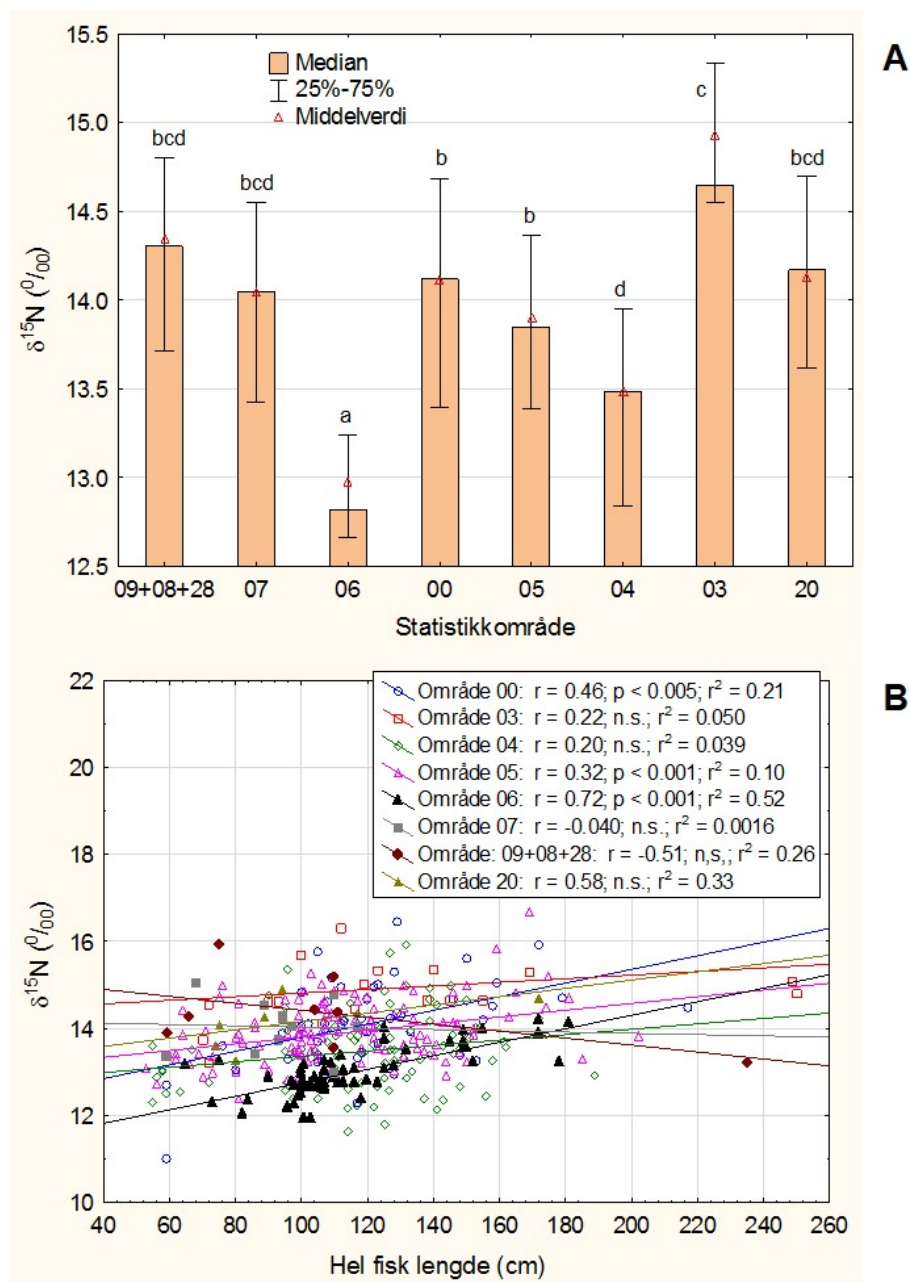 A
15.5
15.0
14.5
14.0
13.5
13.0
12.5
δ¹⁵N (⁰/₀₀)
Median
25%-75%
Middelverdi
bcd
bcd
a
b
b
d
c
bcd
09+08+28 07 06 00 05 04 03 20
Statistikkområde
B
22
20
18
16
14
12
10
δ¹⁵N (⁰/₀₀)
Område 00: r = 0.46; p < 0.005; r² = 0.21
Område 03: r = 0.22; n.s.; r² = 0.050
Område 04: r = 0.20; n.s.; r² = 0.039
Område 05: r = 0.32; p < 0.001; r² = 0.10
Område 06: r = 0.72; p < 0.001; r² = 0.52
Område 07: r = -0.040; n.s.; r² = 0.0016
Område: 09+08+28: r = -0.51; n,s,; r² = 0.26
Område 20: r = 0.58; n.s.; r² = 0.33
40 60 80 100 120 140 160 180 200 220 240 260
Hel fisk lengde (cm)